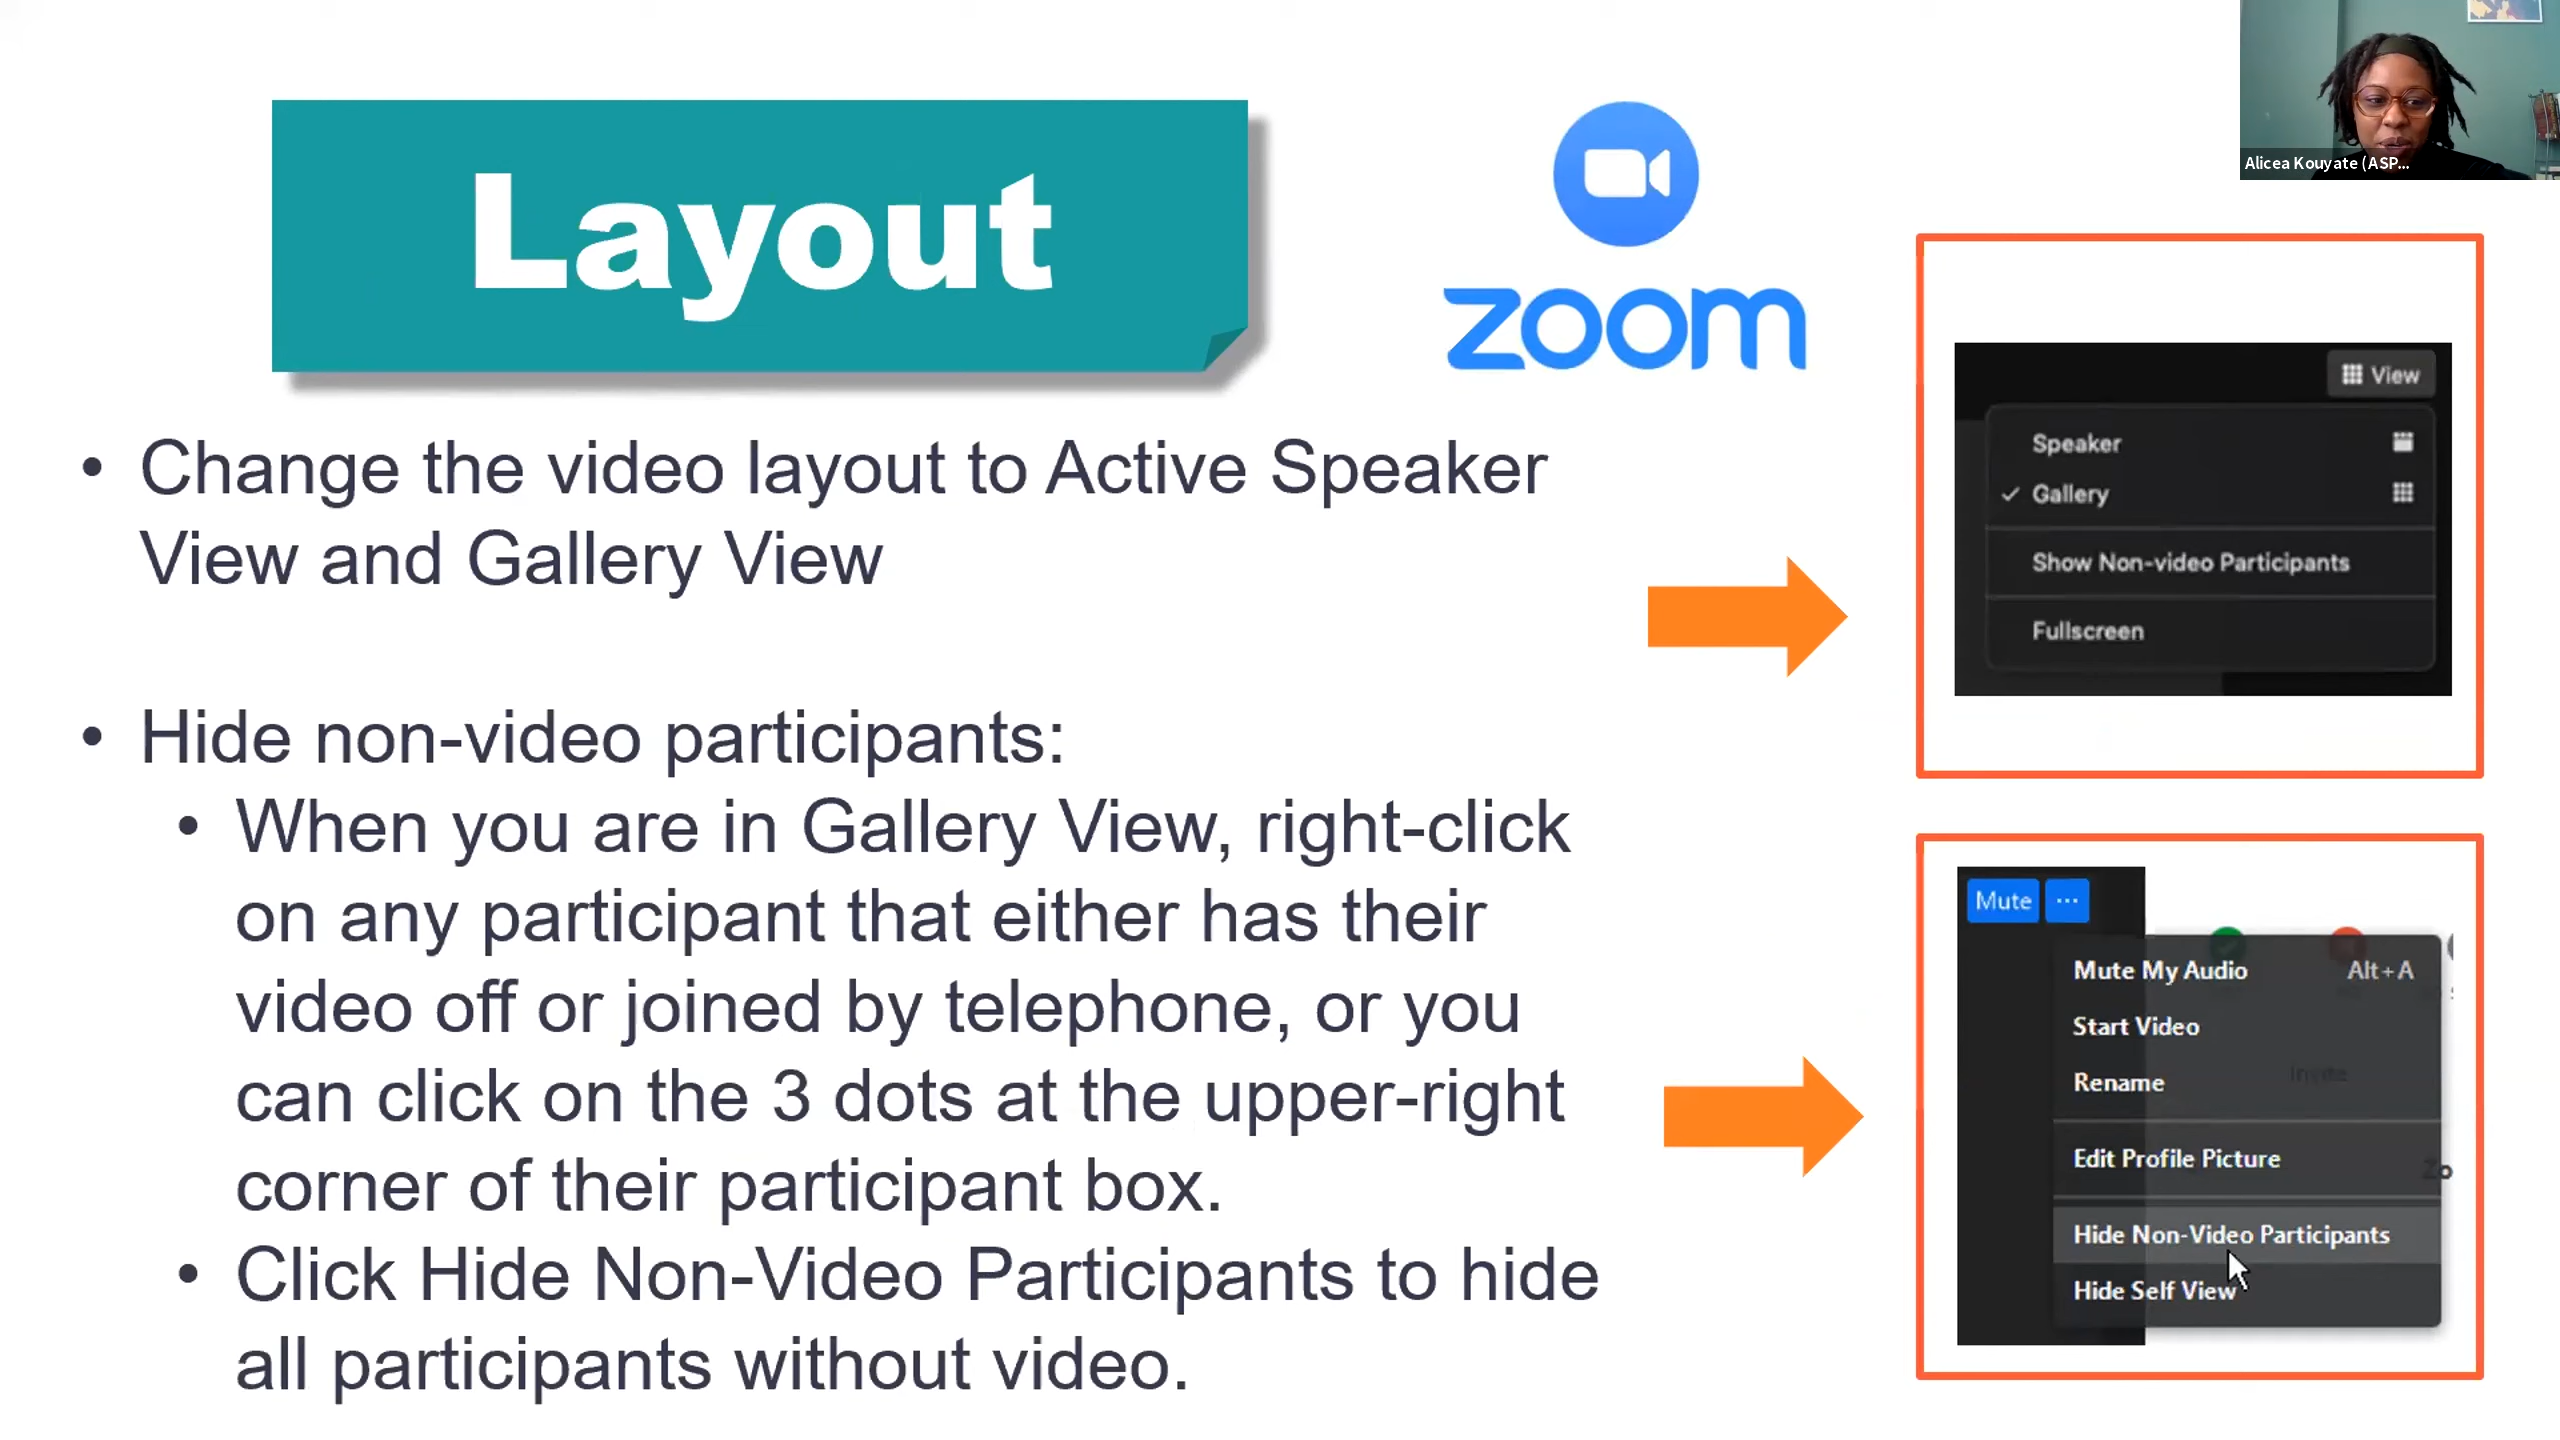 Layout
zoom
Alicea Kouyate (ASP...
• Change the video layout to Active Speaker
View and Gallery View
• Hide non-video participants:
• When you are in Gallery View, right-click
on any participant that either has their
video off or joined by telephone, or you
can click on the 3 dots at the upper-right
corner of their participant box.
• Click Hide Non-Video Participants to hide
all participants without video.
View
Speaker
Gallery
Show Non-video Participants
Fullscreen
Mute ...
Mute My Audio Alt+A
Start Video
Rename
Invite
Edit Profile Picture
Zo
Hide Non-Video Participants
Hide Self View